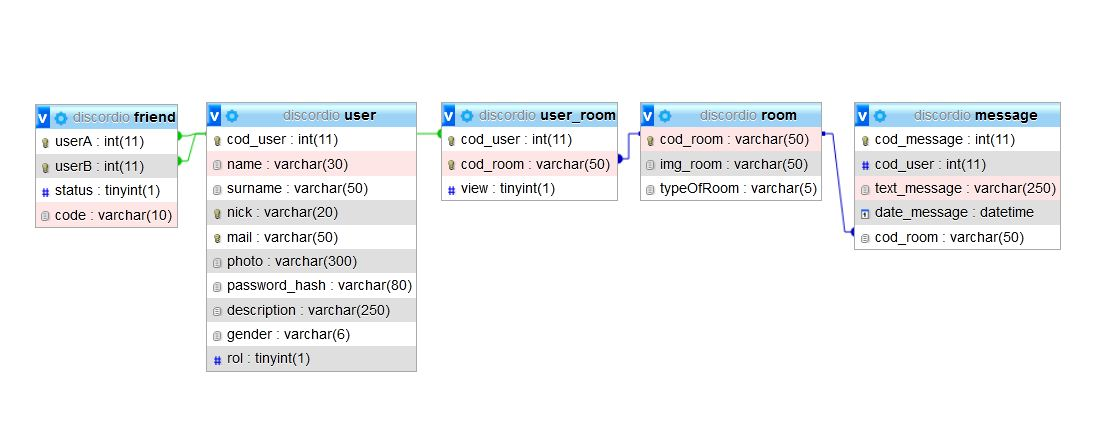 discordio friend
userA : int(11)
userB : int(11)
status : tinyint(1)
code : varchar(10)
discordio user
cod_user : int(11)
name : varchar(30)
surname : varchar(50)
nick : varchar(20)
mail : varchar(50)
photo : varchar(300)
password_hash : varchar(80)
description : varchar(250)
gender : varchar(6)
rol : tinyint(1)
discordio user_room
cod_user : int(11)
cod_room : varchar(50)
view : tinyint(1)
discordio room
cod_room : varchar(50)
img_room : varchar(50)
typeOfRoom : varchar(5)
discordio message
cod_message : int(11)
cod_user : int(11)
text_message : varchar(250)
date_message : datetime
cod_room : varchar(50)